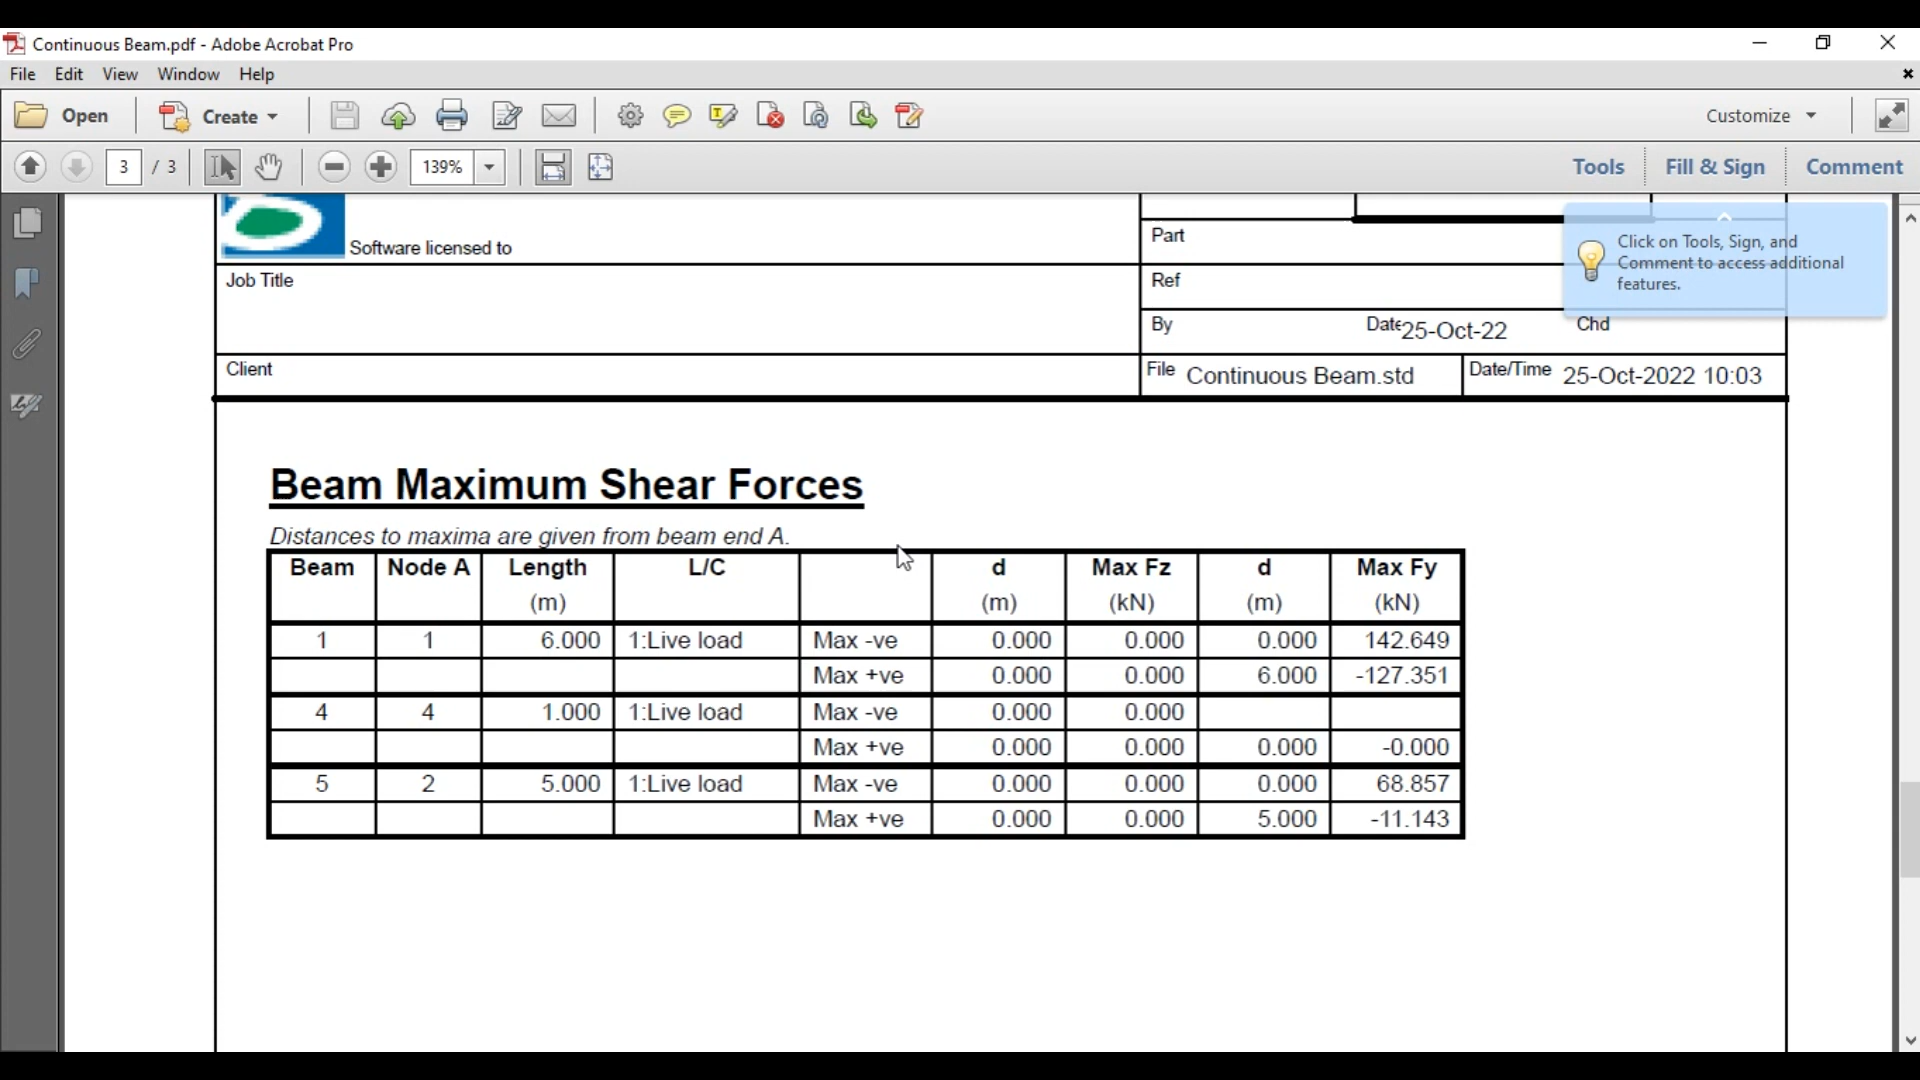 Continuous Beam.pdf - Adobe Acrobat Pro
File Edit View Window Help
Open Create Customize
3 / 3 139% Tools Fill & Sign Comment
Software licensed to
Part
Click on Tools, Sign, and
Comment to access additional
features.
Job Title Ref
By Date 25-Oct-22 Chd
Client File Continuous Beam.std Date/Time 25-Oct-2022 10:03
Beam Maximum Shear Forces
Distances to maxima are given from beam end A.
Beam Node A Length L/C d Max Fz d Max Fy
(m) (m) (kN) (m) (kN)
1 1 6.000 1:Live load Max -ve 0.000 0.000 0.000 142.649
Max +ve 0.000 0.000 6.000 -127.351
4 4 1.000 1:Live load Max -ve 0.000 0.000
Max +ve 0.000 0.000 0.000 -0.000
5 2 5.000 1:Live load Max -ve 0.000 0.000 0.000 68.857
Max +ve 0.000 0.000 5.000 -11.143